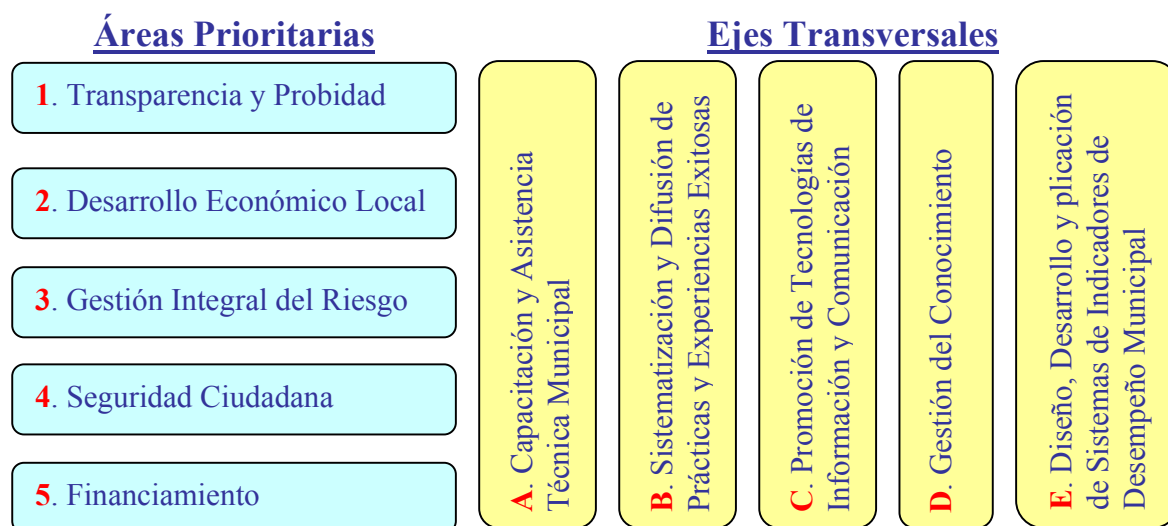 Áreas Prioritarias
Ejes Transversales
1. Transparencia y Probidad
2. Desarrollo Económico Local
3. Gestión Integral del Riesgo
4. Seguridad Ciudadana
5. Financiamiento
A. Capacitación y Asistencia
Técnica Municipal
B. Sistematización y Difusión de
Prácticas y Experiencias Exitosas
C. Promoción de Tecnologías de
Información y Comunicación
D. Gestión del Conocimiento
E. Diseño, Desarrollo y plicación
de Sistemas de Indicadores de
Desempeño Municipal